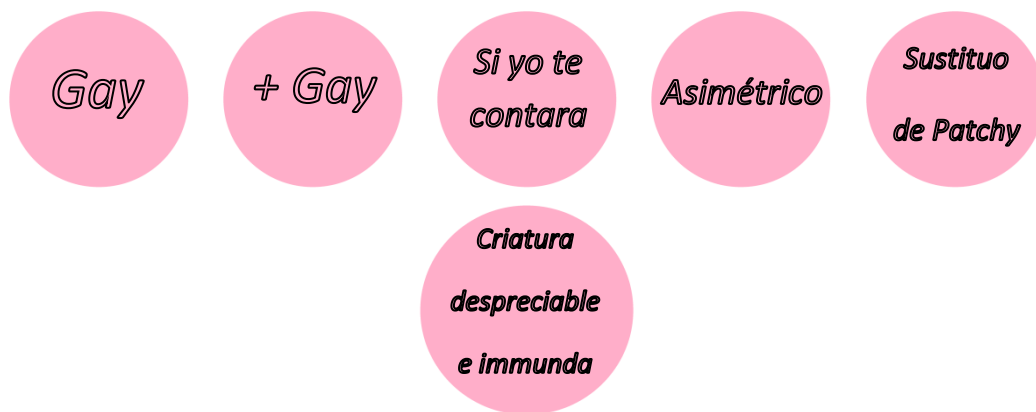 Gay
+ Gay
Si yo te
contara
Asimétrico
Sustituo
de Patchy
Criatura
despreciable
e immunda